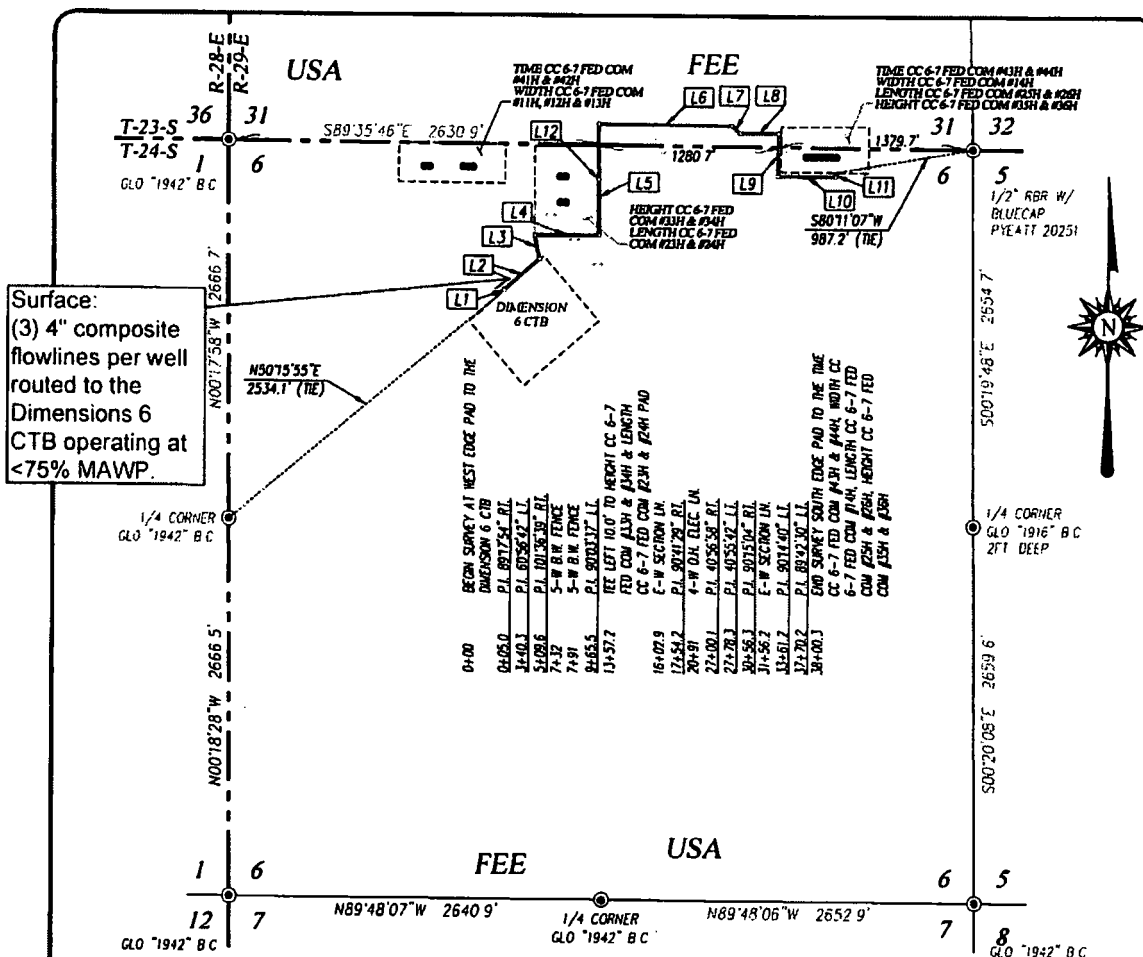 R-28-E
R-29-E
USA
FEE
TIME CC 6-7 FED COM
#41H & #42H
WIDTH CC 6-7 FED COM
#11H, #12H & #13H
L6
L7
L8
TIME CC 6-7 FED COM #43H & #44H
WIDTH CC 6-7 FED COM #14H
LENGTH CC 6-7 FED COM #25H & #26H
HEIGHT CC 6-7 FED COM #35H & #36H
36
31
T-23-S
T-24-S
S89°35'46"E 2630 9'
L12
1280 7'
1379.7'
31
32
1
6
6
5
GLO "1942" B C
L5
L9
L10
L11
1/2" RBR W/
BLUECAP
PYEATT 20251
S80°11'07"W
987.2' (TIE)
HEIGHT CC 6-7 FED
COM #33H & #34H
LENGTH CC 6-7 FED
COM #23H & #24H
L4
L3
L2
L1
DIMENSION
6 CTB
N00°17'58"W 2666 7'
S00°19'48"E 2654 7'
N
Surface:
(3) 4" composite
flowlines per well
routed to the
Dimensions 6
CTB operating at
<75% MAWP.
N50°15'55"E
2534.1' (TIE)
1/4 CORNER
GLO "1942" B C
1/4 CORNER
GLO "1916" B C
2FT DEEP
0+00 BEGIN SURVEY AT WEST EDGE PAD TO THE
DIMENSION 6 CTB
0+05.0 P.I. 89°17'54" RT.
3+40.3 P.I. 60°56'42" LT.
5+09.6 P.I. 101°36'39" RT.
7+32 5-W B.W. FENCE
7+91 5-W B.W. FENCE
9+65.5 P.I. 90°03'37" LT.
13+57.2 TEE LEFT 10.0' TO HEIGHT CC 6-7
FED COM #33H & #34H & LENGTH
CC 6-7 FED COM #23H & #24H PAD
16+02.9 E-W SECTION LN.
17+54.2 P.I. 90°41'29" RT.
20+91 4-W O.H. ELEC. LN.
27+00.1 P.I. 40°56'58" RT.
27+78.3 P.I. 40°55'42" LT.
30+56.3 P.I. 90°15'04" RT.
31+56.2 E-W SECTION LN.
33+61.2 P.I. 90°14'40" LT.
37+70.2 P.I. 89°42'30" LT.
38+00.3 END SURVEY SOUTH EDGE PAD TO THE TIME
CC 6-7 FED COM #43H & #44H, WIDTH CC
6-7 FED COM #14H, LENGTH CC 6-7 FED
COM #25H & #26H, HEIGHT CC 6-7 FED
COM #35H & #36H
N00°18'28"W 2666 5'
S00°20'08"E 2659 6'
FEE
USA
1
6
6
5
12
7
N89°48'07"W 2640 9'
N89°48'06"W 2652 9'
7
8
GLO "1942" B C
1/4 CORNER
GLO "1942" B C
GLO "1942" B C